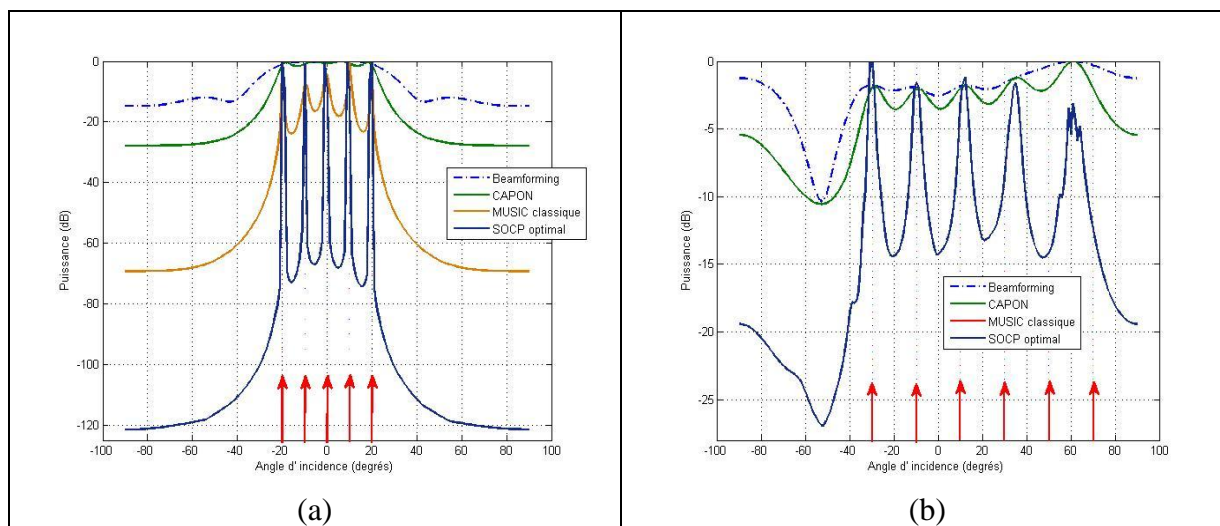 0
-20
-40
-60
-80
-100
-120
Puissance (dB)
-100 -80 -60 -40 -20 0 20 40 60 80 100
Angle d' incidence (degrés)
Beamforming
CAPON
MUSIC classique
SOCP optimal
(a)
0
-5
-10
-15
-20
-25
Puissance (dB)
-100 -80 -60 -40 -20 0 20 40 60 80 100
Angle d' incidence (degrés)
Beamforming
CAPON
MUSIC classique
SOCP optimal
(b)